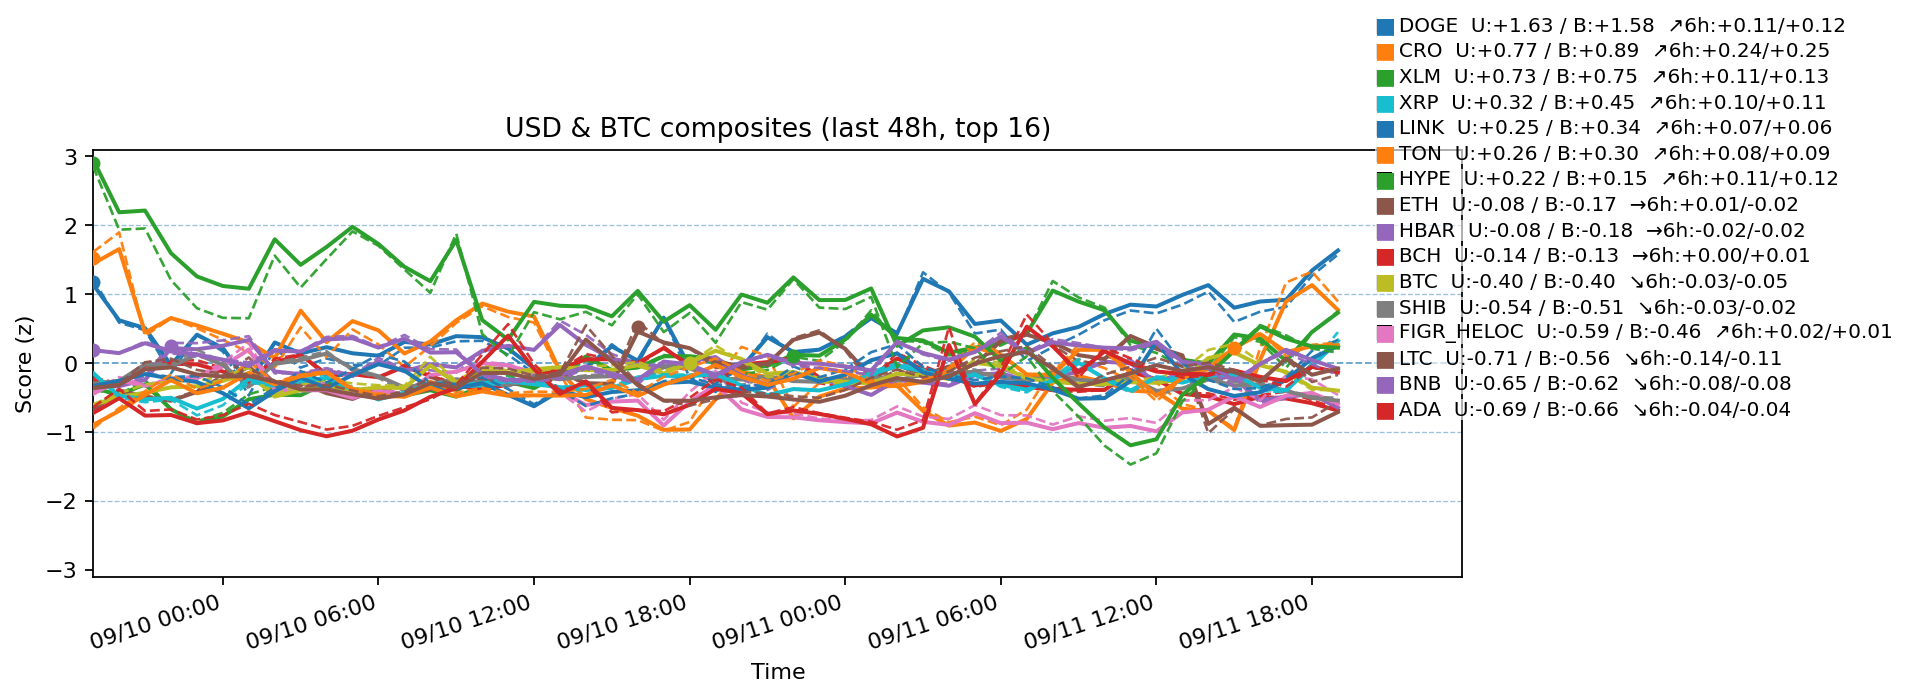 DOGE  U:+1.63 / B:+1.58  ↗6h:+0.11/+0.12
CRO  U:+0.77 / B:+0.89  ↗6h:+0.24/+0.25
XLM  U:+0.73 / B:+0.75  ↗6h:+0.11/+0.13
XRP  U:+0.32 / B:+0.45  ↗6h:+0.10/+0.11
LINK  U:+0.25 / B:+0.34  ↗6h:+0.07/+0.06
TON  U:+0.26 / B:+0.30  ↗6h:+0.08/+0.09
HYPE  U:+0.22 / B:+0.15  ↗6h:+0.11/+0.12
ETH  U:-0.08 / B:-0.17  →6h:+0.01/-0.02
HBAR  U:-0.08 / B:-0.18  →6h:-0.02/-0.02
BCH  U:-0.14 / B:-0.13  →6h:+0.00/+0.01
BTC  U:-0.40 / B:-0.40  ↘6h:-0.03/-0.05
SHIB  U:-0.54 / B:-0.51  ↘6h:-0.03/-0.02
FIGR_HELOC  U:-0.59 / B:-0.46  ↗6h:+0.02/+0.01
LTC  U:-0.71 / B:-0.56  ↘6h:-0.14/-0.11
BNB  U:-0.65 / B:-0.62  ↘6h:-0.08/-0.08
ADA  U:-0.69 / B:-0.66  ↘6h:-0.04/-0.04
USD & BTC composites (last 48h, top 16)
Score (z)
3
2
1
0
−1
−2
−3
09/10 00:00
09/10 06:00
09/10 12:00
09/10 18:00
09/11 00:00
09/11 06:00
09/11 12:00
09/11 18:00
Time